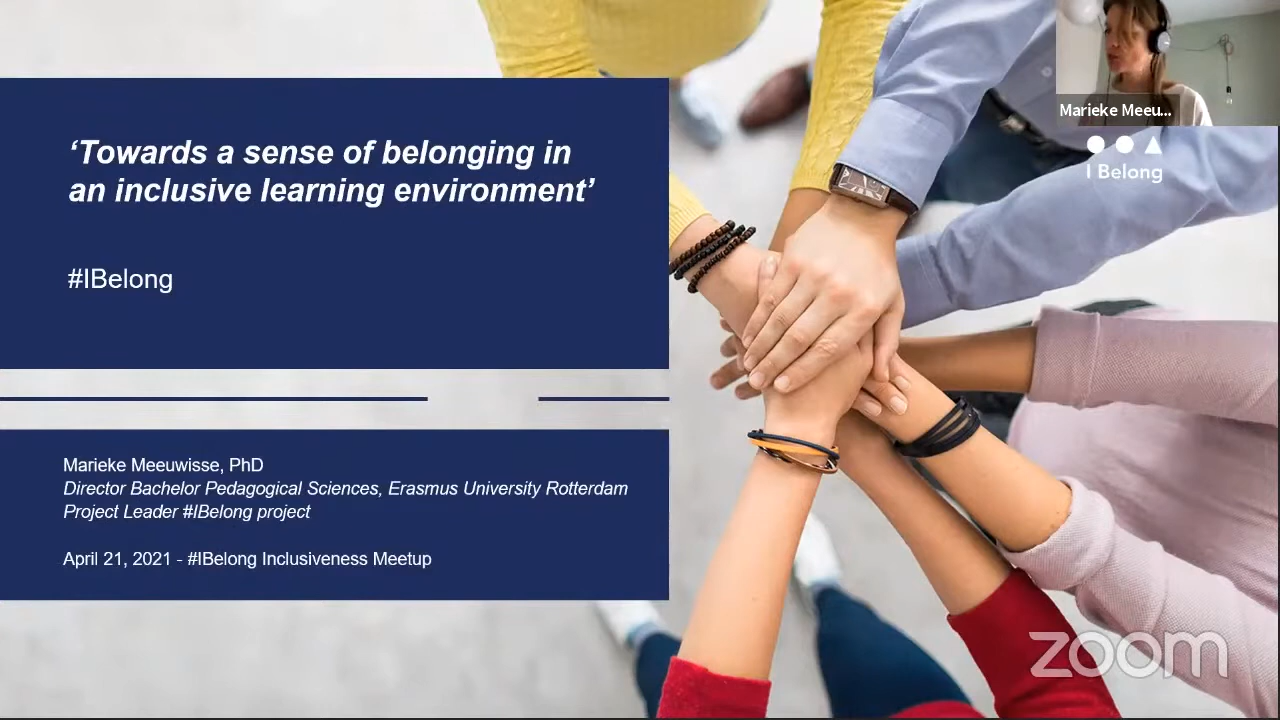 ‘Towards a sense of belonging in
an inclusive learning environment’
#IBelong
Marieke Meeuwisse, PhD
Director Bachelor Pedagogical Sciences, Erasmus University Rotterdam
Project Leader #IBelong project
April 21, 2021 - #IBelong Inclusiveness Meetup
Marieke Meeu...
I Belong
zoom